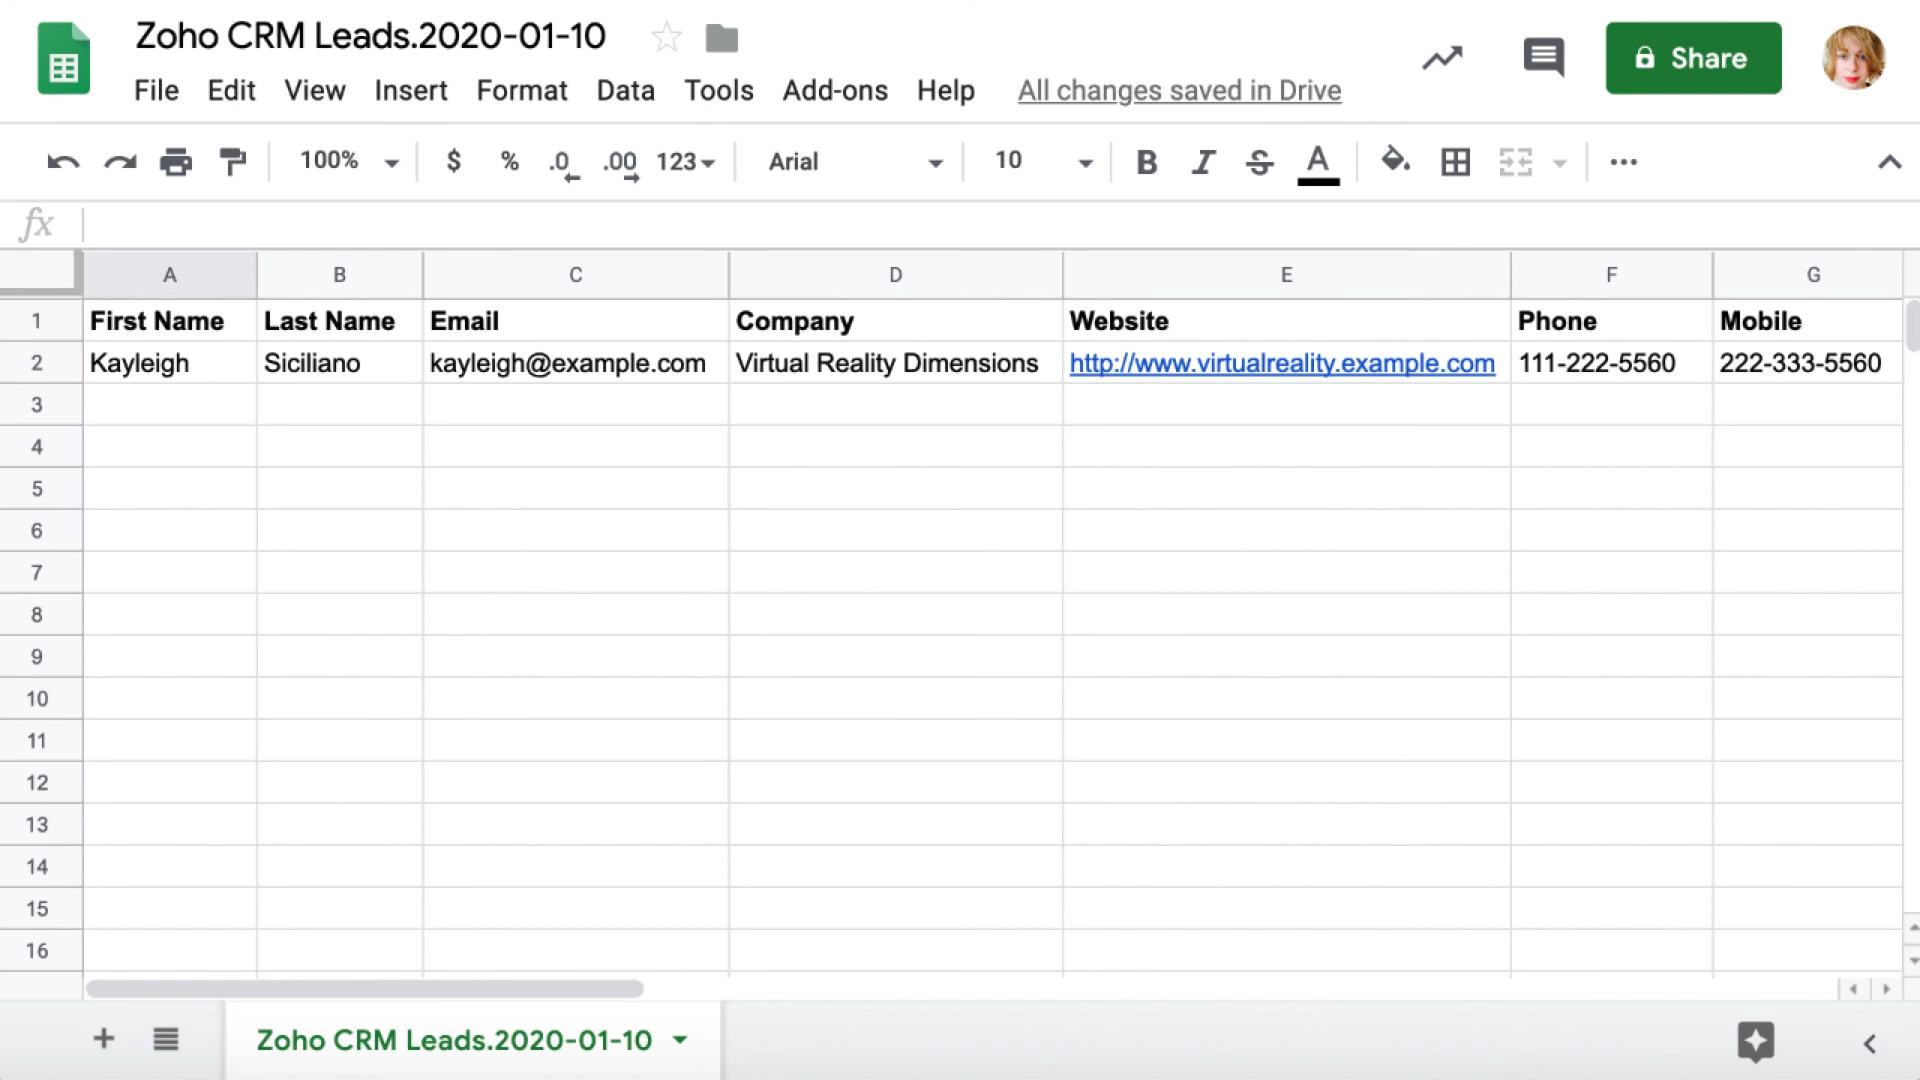 Zoho CRM Leads.2020-01-10
File Edit View Insert Format Data Tools Add-ons Help All changes saved in Drive
Share
100% $ % .0 .00 123 Arial 10 B I S A
fx
A B C D E F G
1 First Name Last Name Email Company Website Phone Mobile
2 Kayleigh Siciliano kayleigh@example.com Virtual Reality Dimensions http://www.virtualreality.example.com 111-222-5560 222-333-5560
3
4
5
6
7
8
9
10
11
12
13
14
15
16
Zoho CRM Leads.2020-01-10